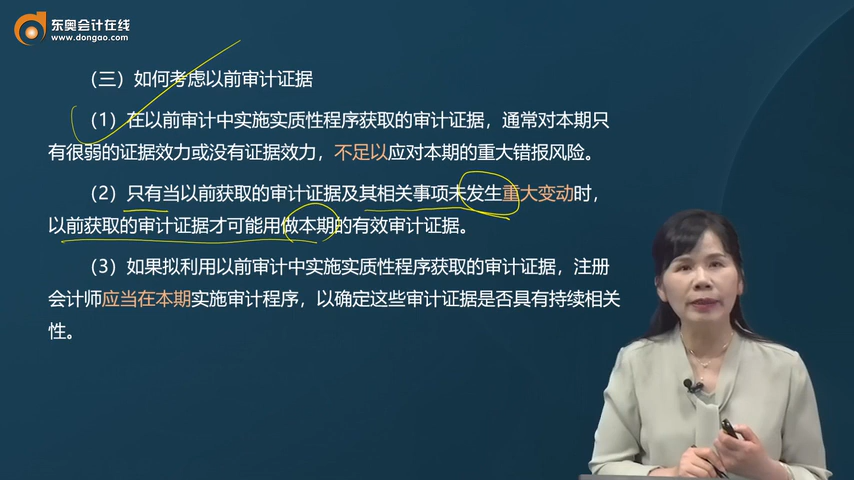 东奥会计在线
www.dongao.com
（三）如何考虑以前审计证据
（1）在以前审计中实施实质性程序获取的审计证据，通常对本期只
有很弱的证据效力或没有证据效力，不足以应对本期的重大错报风险。
（2）只有当以前获取的审计证据及其相关事项未发生重大变动时，
以前获取的审计证据才可能用做本期的有效审计证据。
（3）如果拟利用以前审计中实施实质性程序获取的审计证据，注册
会计师应当在本期实施审计程序，以确定这些审计证据是否具有持续相关
性。